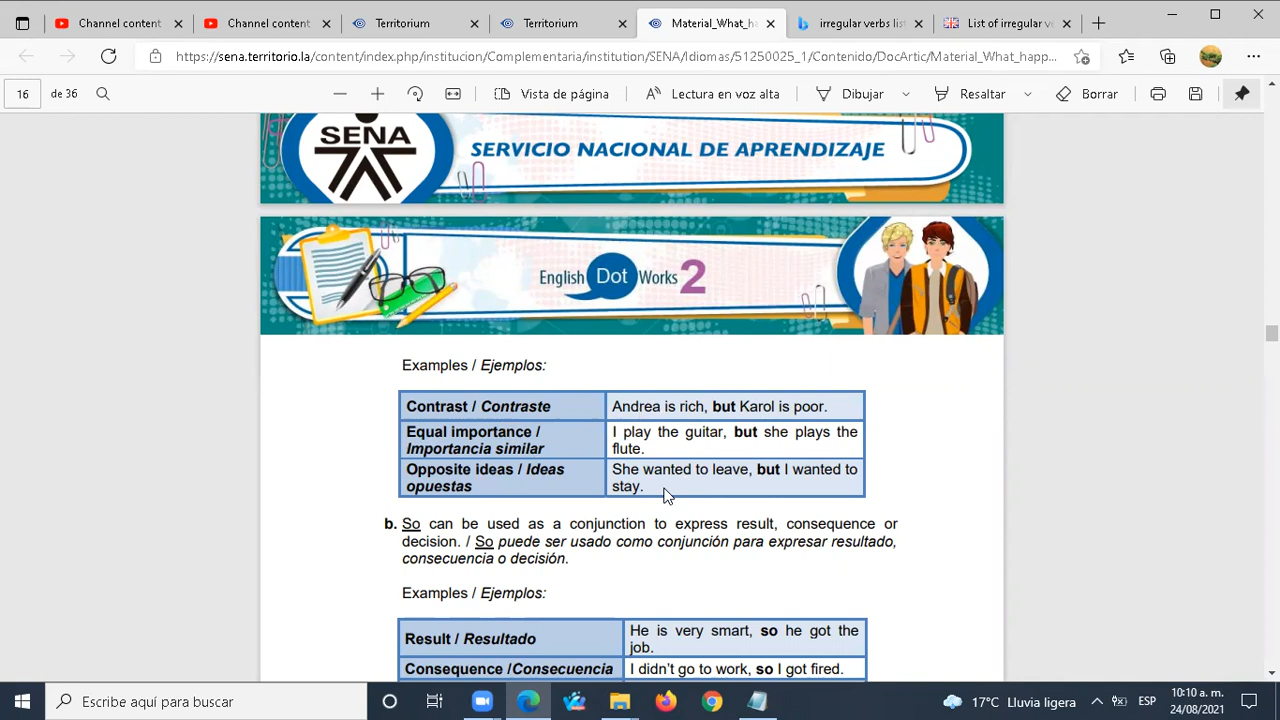 Channel content
Channel content
Territorium
Territorium
Material_What_ha
irregular verbs list
List of irregular ve
https://sena.territorio.la/content/index.php/institucion/Complementaria/institution/SENA/Idiomas/51250025_1/Contenido/DocArtic/Material_What_happ...
16 de 36
Vista de página
Lectura en voz alta
Dibujar
Resaltar
Borrar
SENA
SERVICIO NACIONAL DE APRENDIZAJE
English Dot Works 2
Examples / Ejemplos:
Contrast / Contraste
Andrea is rich, but Karol is poor.
Equal importance /
Importancia similar
I play the guitar, but she plays the
flute.
Opposite ideas / Ideas
opuestas
She wanted to leave, but I wanted to
stay.
b. So can be used as a conjunction to express result, consequence or
decision. / So puede ser usado como conjunción para expresar resultado,
consecuencia o decisión.
Examples / Ejemplos:
Result / Resultado
He is very smart, so he got the
job.
Consequence /Consecuencia
I didn't go to work, so I got fired.
Escribe aquí para buscar
17°C Lluvia ligera
ESP
10:10 a. m.
24/08/2021